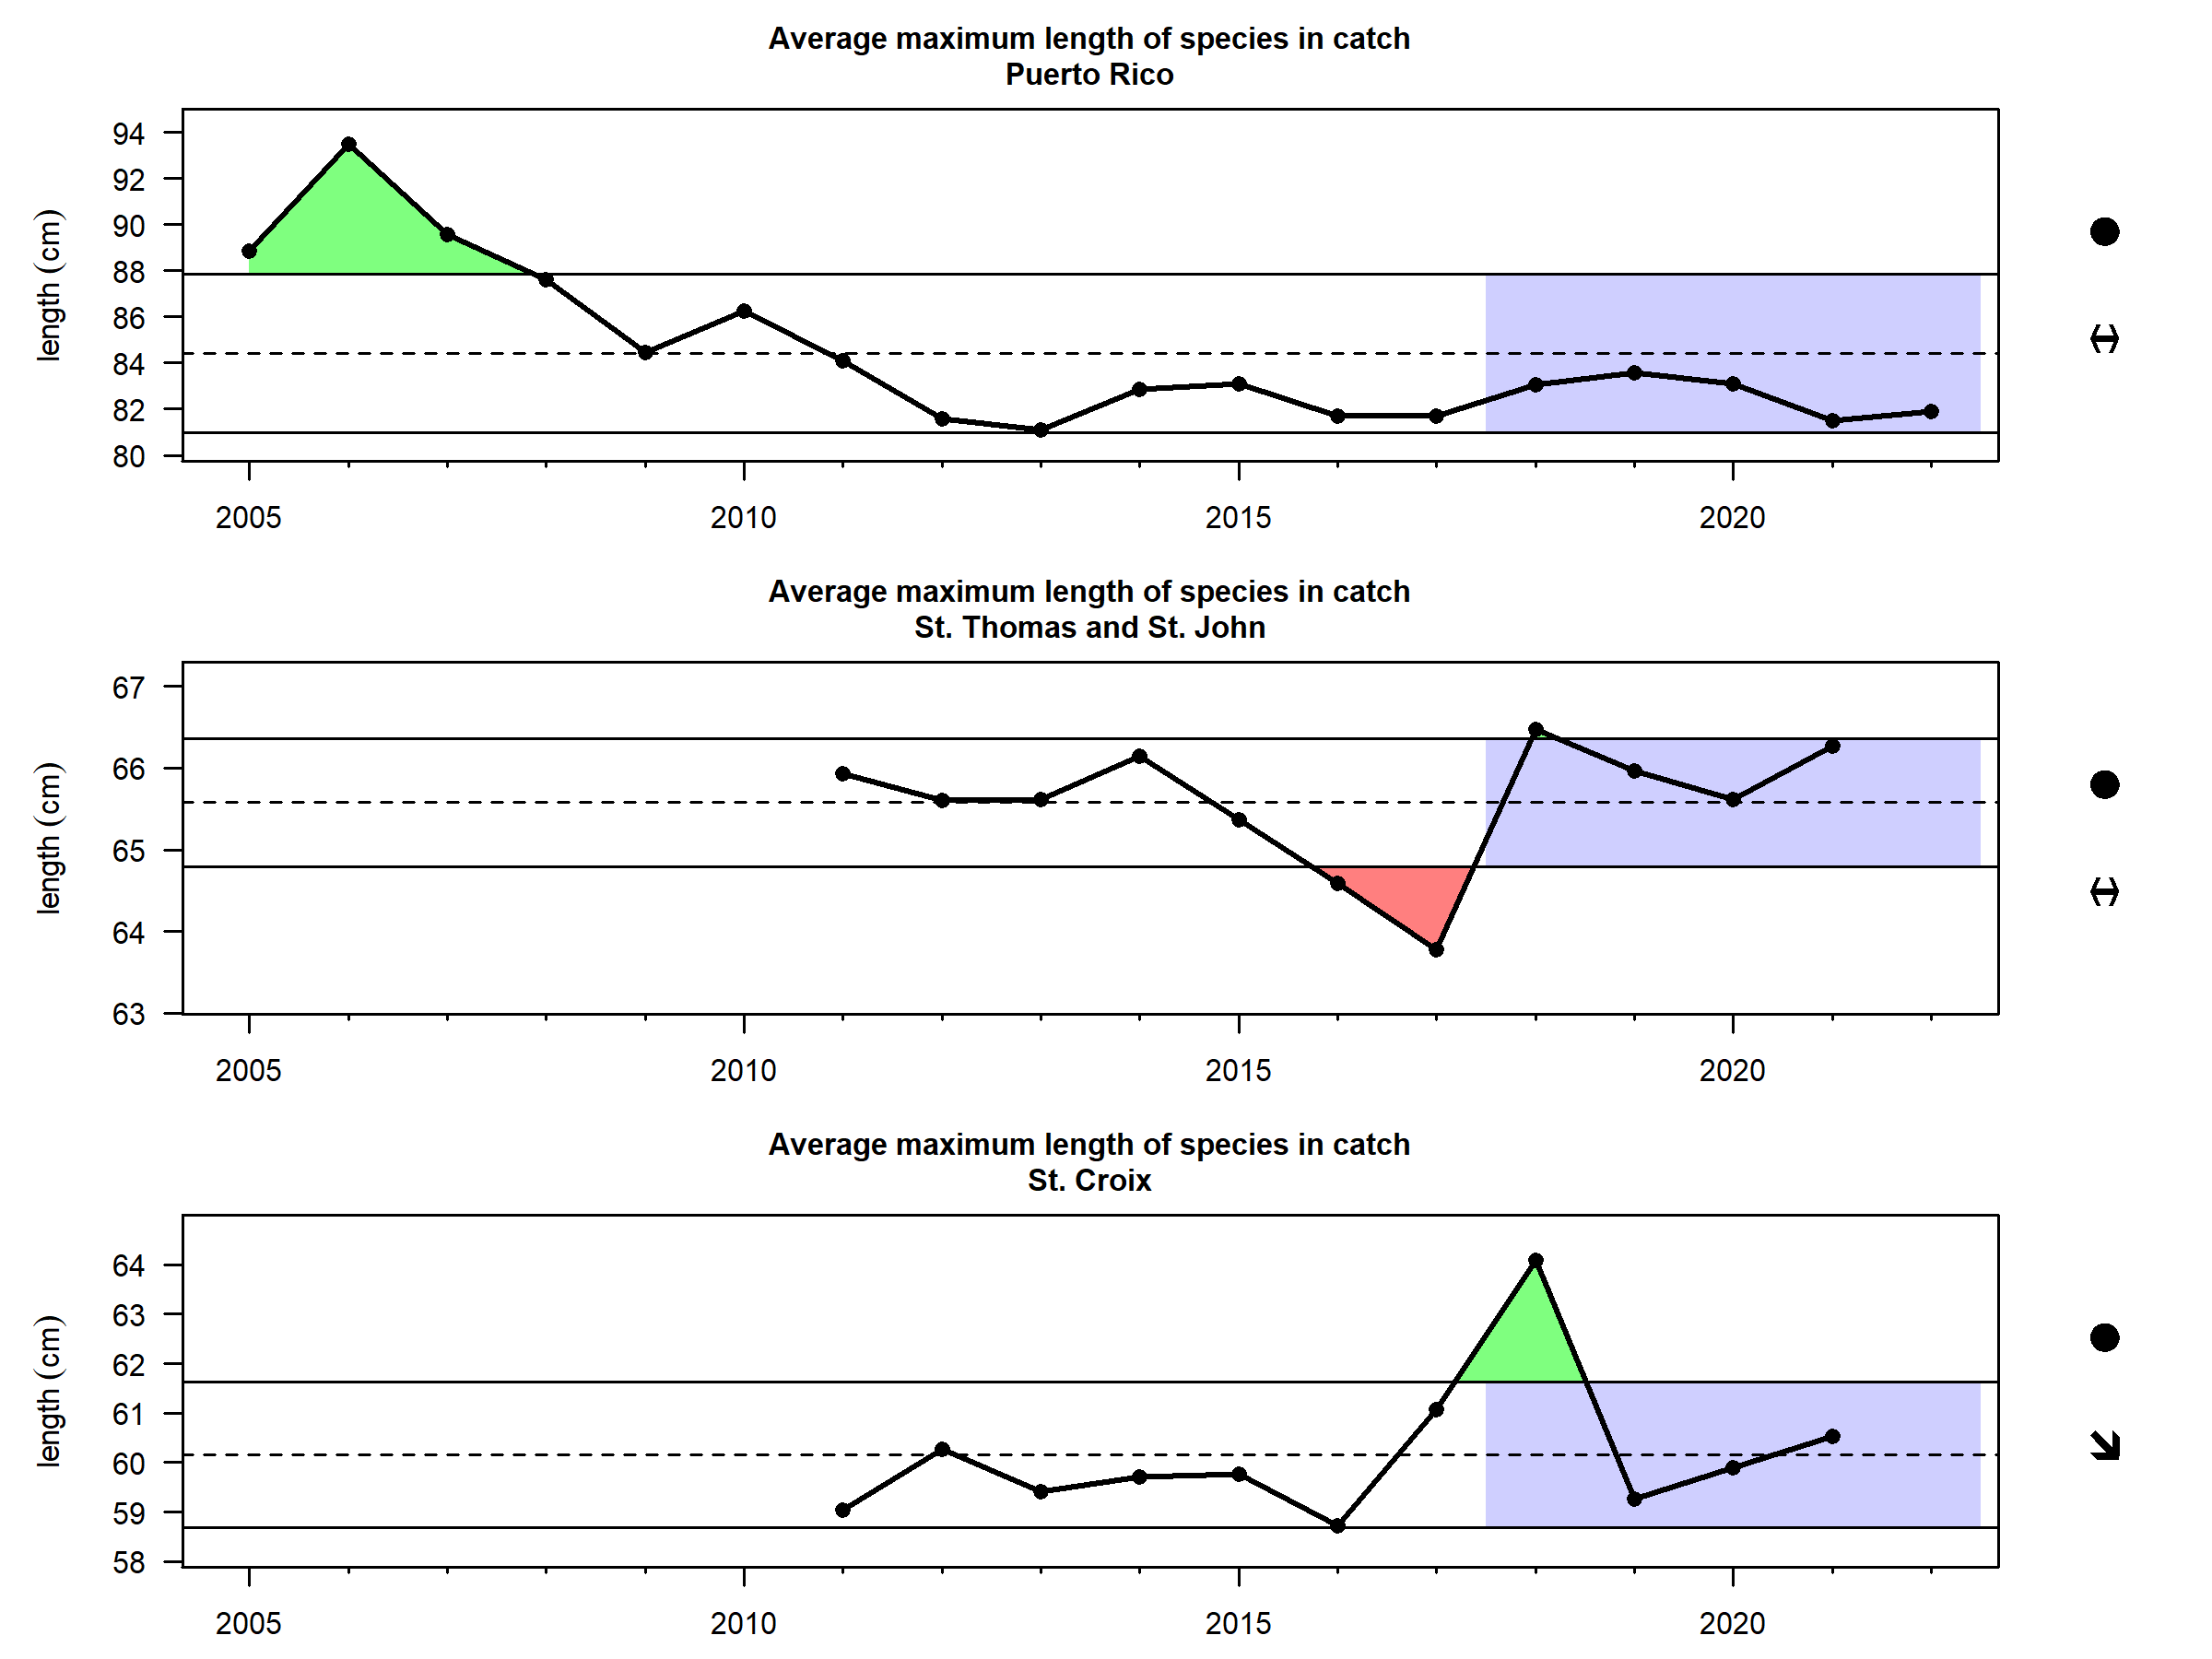 Average maximum length of species in catch
Puerto Rico
length (cm)
94
92
90
88
86
84
82
80
2005 2010 2015 2020
Average maximum length of species in catch
St. Thomas and St. John
length (cm)
67
66
65
64
63
2005 2010 2015 2020
Average maximum length of species in catch
St. Croix
length (cm)
64
63
62
61
60
59
58
2005 2010 2015 2020